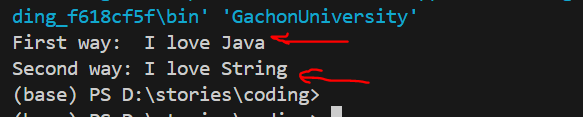 ding_f618cf5f\bin' 'GachonUniversity'
First way:  I love Java
Second way: I love String
(base) PS D:\stories\coding>